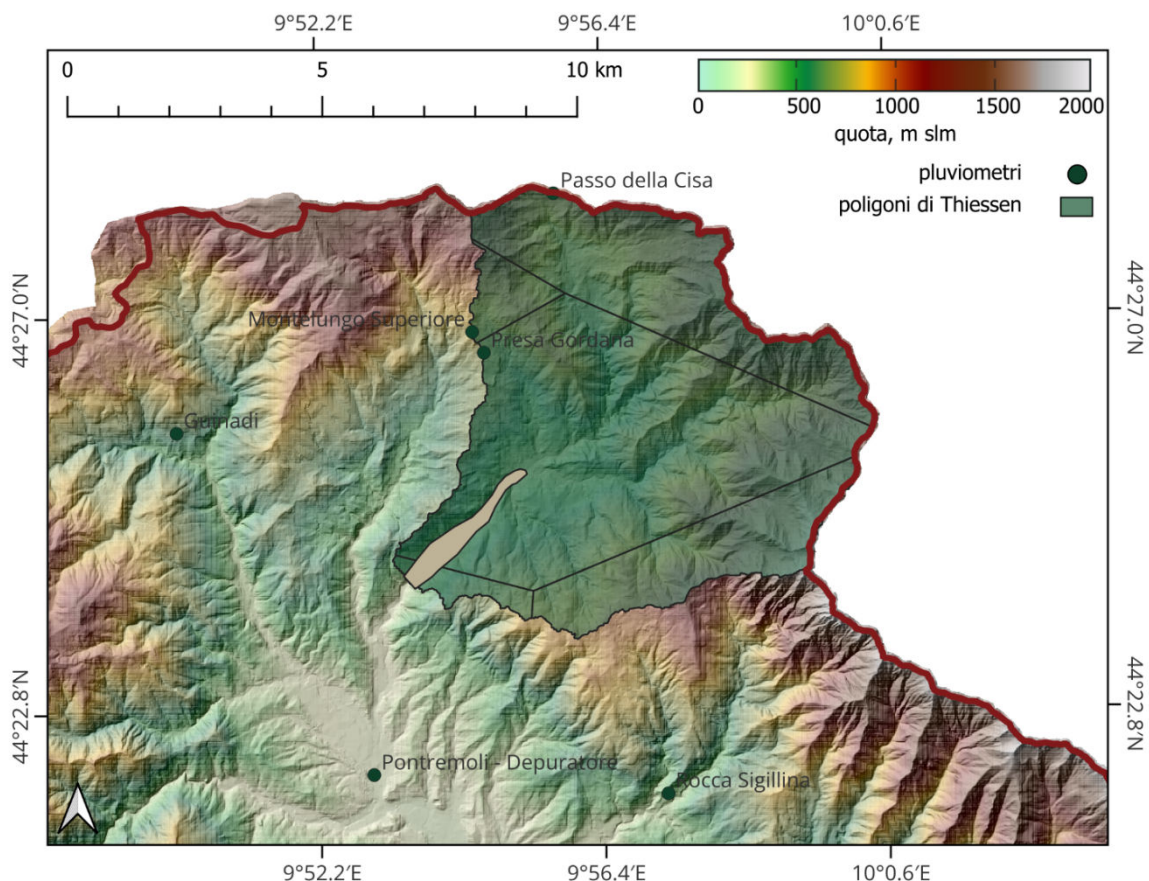 9°52.2′E 9°56.4′E 10°0.6′E
0 5 10 km
0 500 1000 1500 2000
quota, m slm
pluviometri
poligoni di Thiessen
Passo della Cisa
44°27.0′N
44°27.0′N
Montelungo Superiore
Presa Gordana
Guinadi
44°22.8′N
44°22.8′N
Pontremoli - Depuratore
Rocca Sigillina
9°52.2′E 9°56.4′E 10°0.6′E